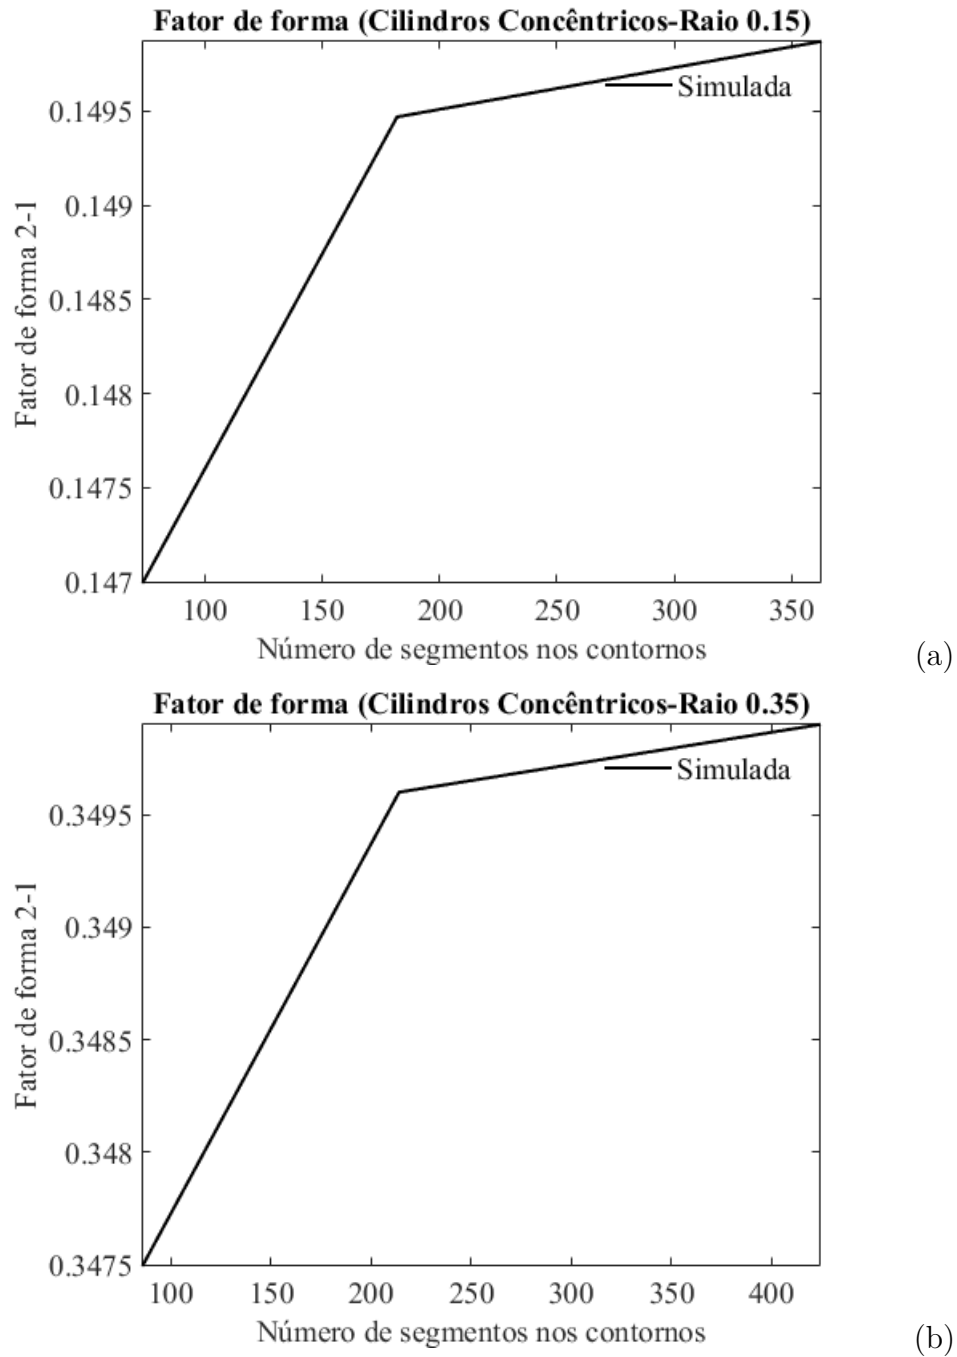 Fator de forma (Cilindros Concêntricos-Raio 0.15)
Simulada
0.1495
0.149
0.1485
0.148
0.1475
0.147
Fator de forma 2-1
100 150 200 250 300 350
Número de segmentos nos contornos
(a)
Fator de forma (Cilindros Concêntricos-Raio 0.35)
Simulada
0.3495
0.349
0.3485
0.348
0.3475
Fator de forma 2-1
100 150 200 250 300 350 400
Número de segmentos nos contornos
(b)